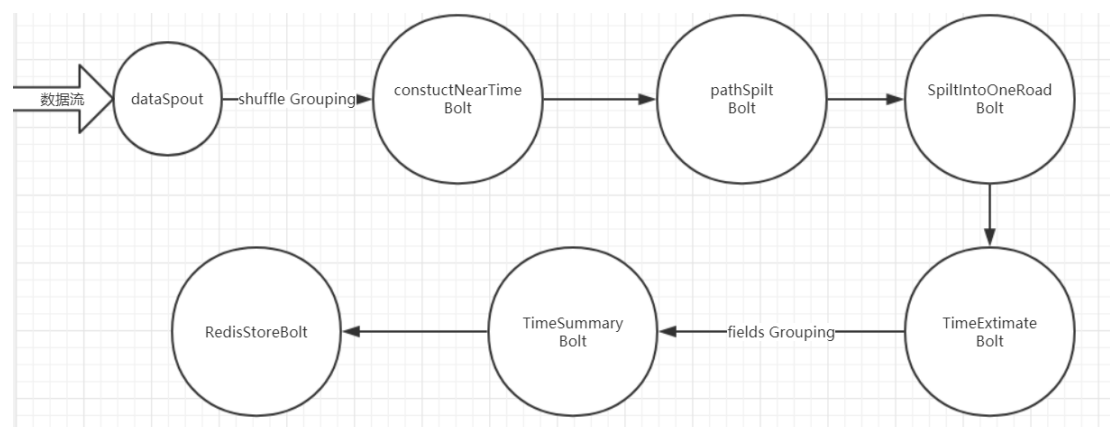 数据流
dataSpout
shuffle Grouping
constuctNearTime
Bolt
pathSpilt
Bolt
SpiltIntoOneRoad
Bolt
TimeExtimate
Bolt
fields Grouping
TimeSummary
Bolt
RedisStoreBolt